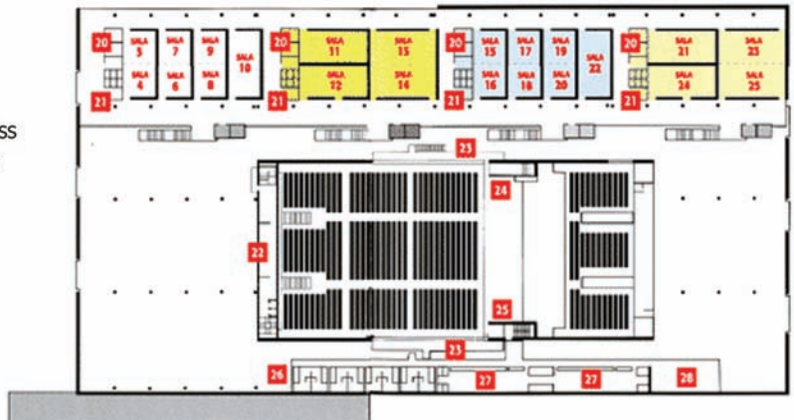 20
SALA 5
SALA 7
SALA 9
SALA 10
SALA 4
SALA 6
SALA 8
21
20
SALA 11
SALA 13
SALA 12
SALA 14
21
20
SALA 15
SALA 17
SALA 19
SALA 22
SALA 16
SALA 18
SALA 20
21
20
SALA 21
SALA 23
SALA 24
SALA 25
21
ss
23
24
22
25
23
26
27
27
28